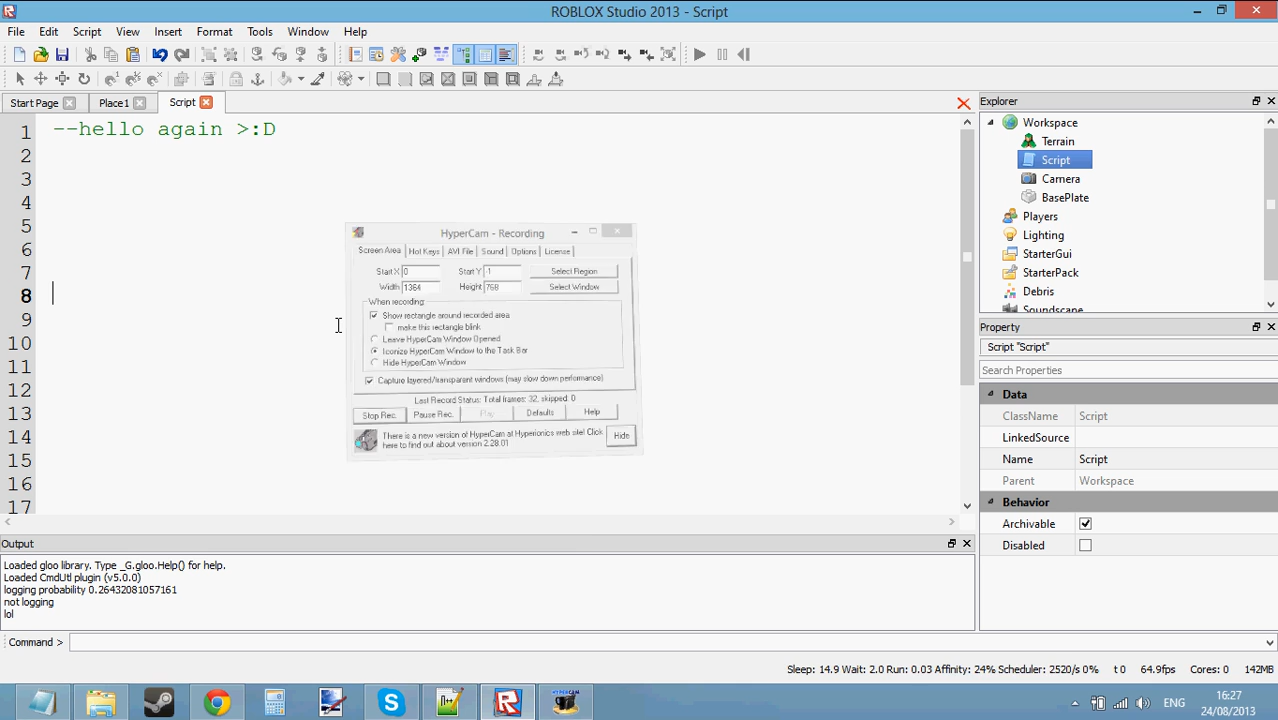 ROBLOX Studio 2013 - Script
File Edit Script View Insert Format Tools Window Help
Start Page Place1 Script
1 --hello again >:D
2
3
4
5
6
7
8
9
10
11
12
13
14
15
16
17
HyperCam - Recording
Screen Area Hot Keys AVI File Sound Options License
Start X 0 Start Y -1 Select Region
Width 1364 Height 768 Select Window
When recording:
Show rectangle around recorded area
make this rectangle blink
Leave HyperCam Window Opened
Iconize HyperCam Window to the Task Bar
Hide HyperCam Window
Capture layered/transparent windows (may slow down performance)
Last Record Status: Total frames: 32, skipped: 0
Stop Rec. Pause Rec. Play Defaults Help
There is a new version of HyperCam at Hyperionics web site! Click
here to find out about version 2.28.01
Hide
Explorer
Workspace
Terrain
Script
Camera
BasePlate
Players
Lighting
StarterGui
StarterPack
Debris
Soundscape
Property
Script "Script"
Search Properties
Data
ClassName Script
LinkedSource
Name Script
Parent Workspace
Behavior
Archivable
Disabled
Output
Loaded gloo library. Type _G.gloo.Help() for help.
Loaded CmdUtl plugin (v5.0.0)
logging probability 0.26432081057161
not logging
lol
Command >
Sleep: 14.9 Wait: 2.0 Run: 0.03 Affinity: 24% Scheduler: 2520/s 0% t 0 64.9fps Cores: 0 142MB
ENG
16:27
24/08/2013